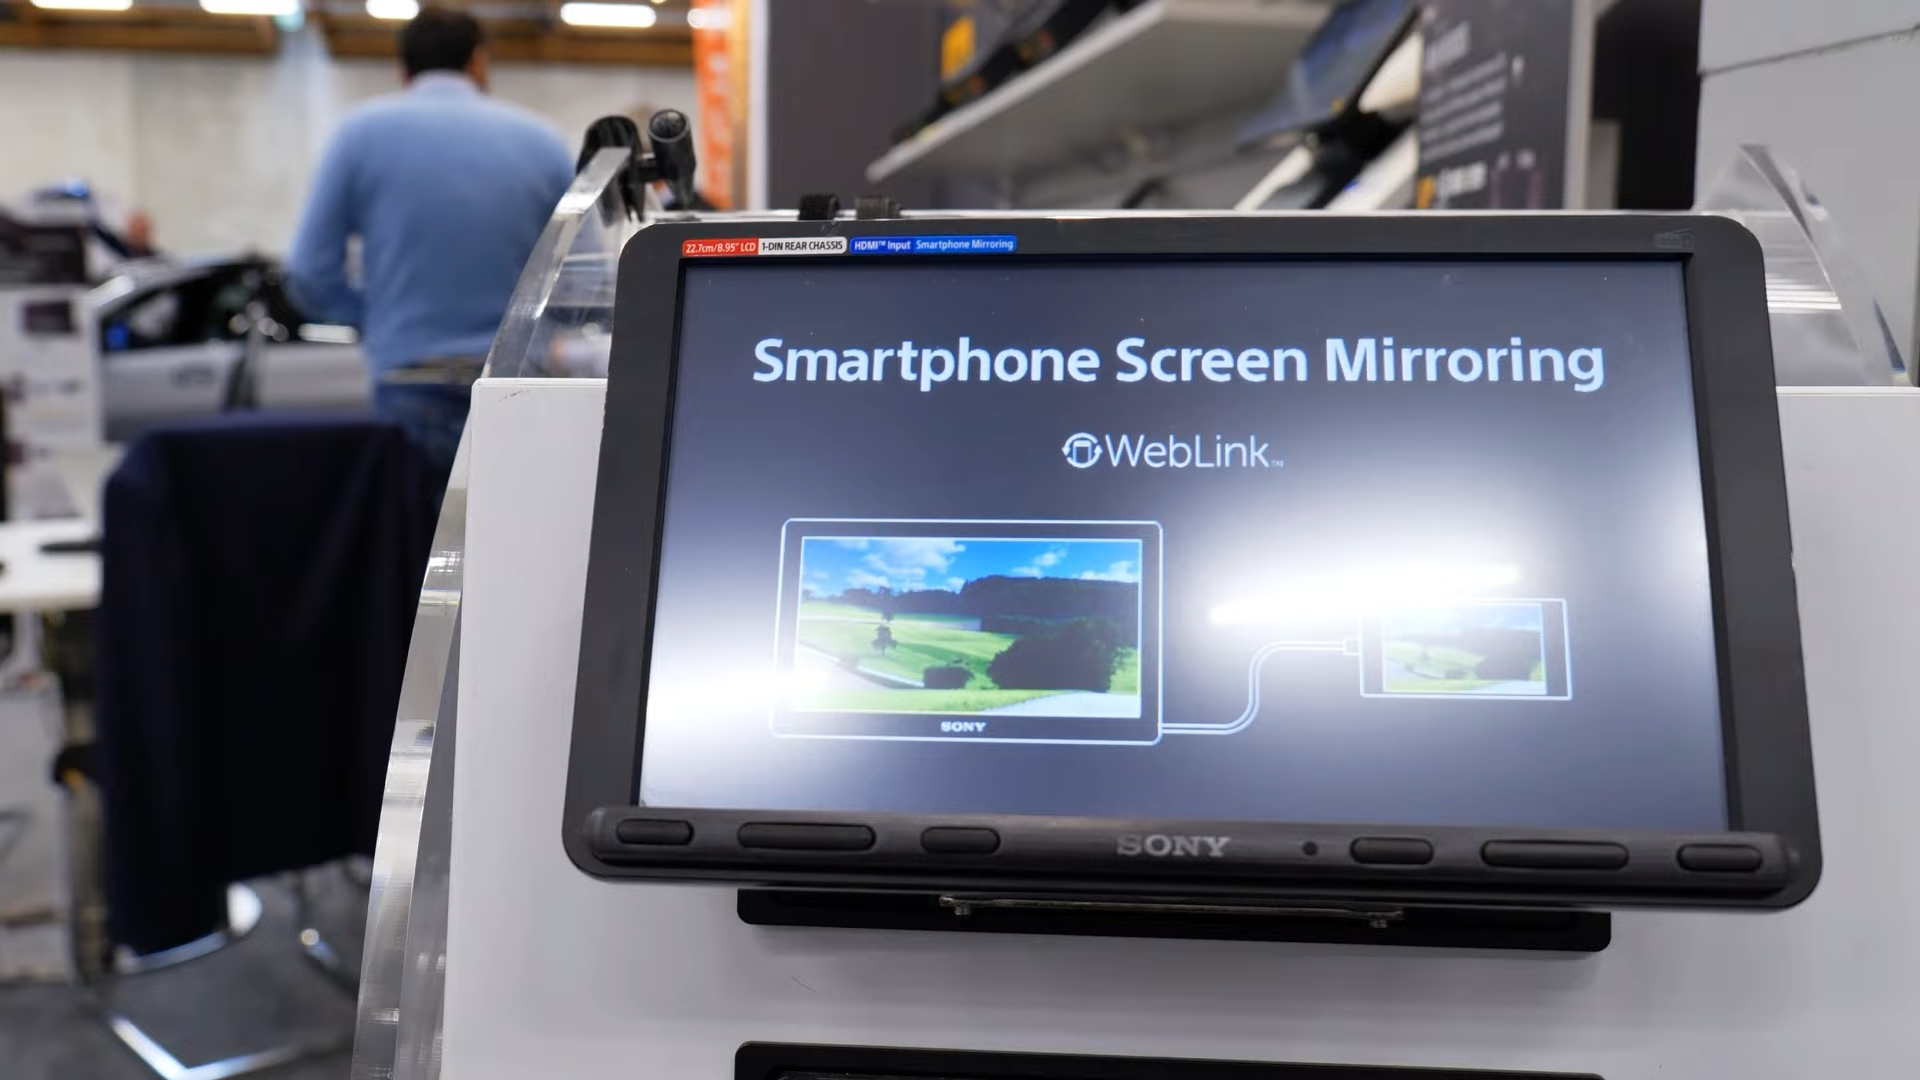 22.7cm/8.95" LCD 1-DIN REAR CHASSIS HDMI™ Input Smartphone Mirroring
Smartphone Screen Mirroring
WebLink™
SONY
SONY